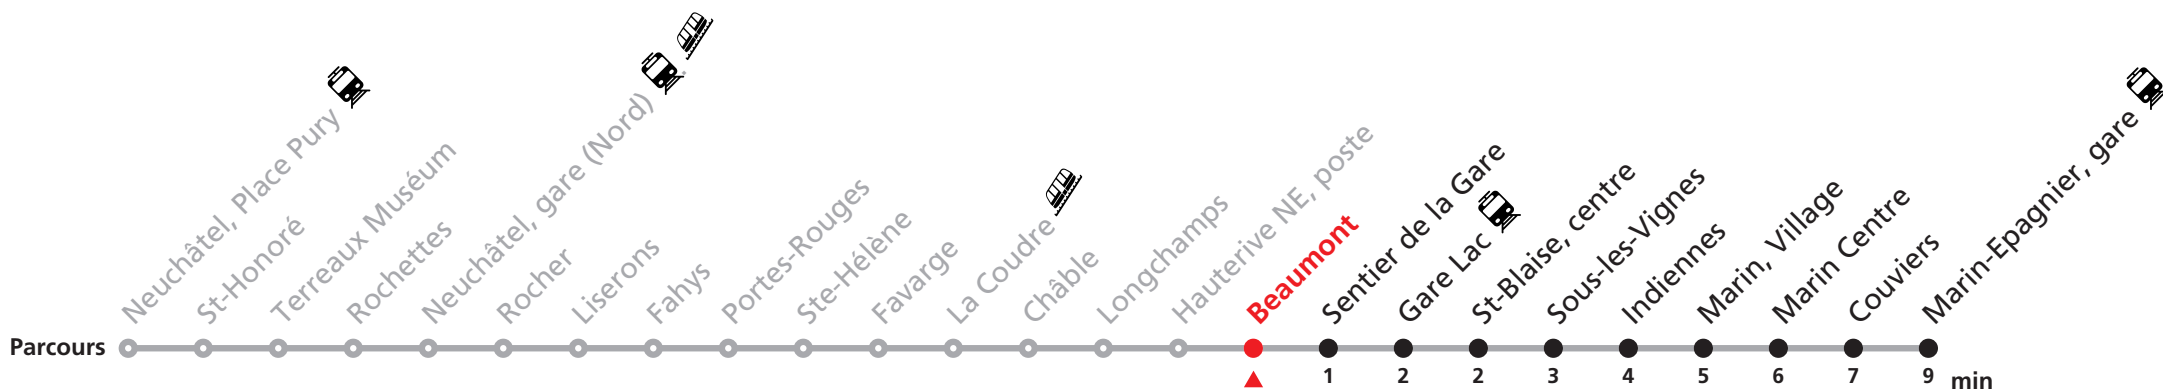 Neuchâtel, Place Pury
St-Honoré
Terreaux Muséum
Rochettes
Neuchâtel, gare (Nord)
Rocher
Liserons
Fahys
Portes-Rouges
Ste-Hélène
Favarge
La Coudre
Châble
Longchamps
Hauterive NE, poste
Beaumont
Sentier de la Gare
Gare Lac
St-Blaise, centre
Sous-les-Vignes
Indiennes
Marin, Village
Marin Centre
Couviers
Marin-Epagnier, gare
Parcours
1 2 2 3 4 5 6 7 9 min